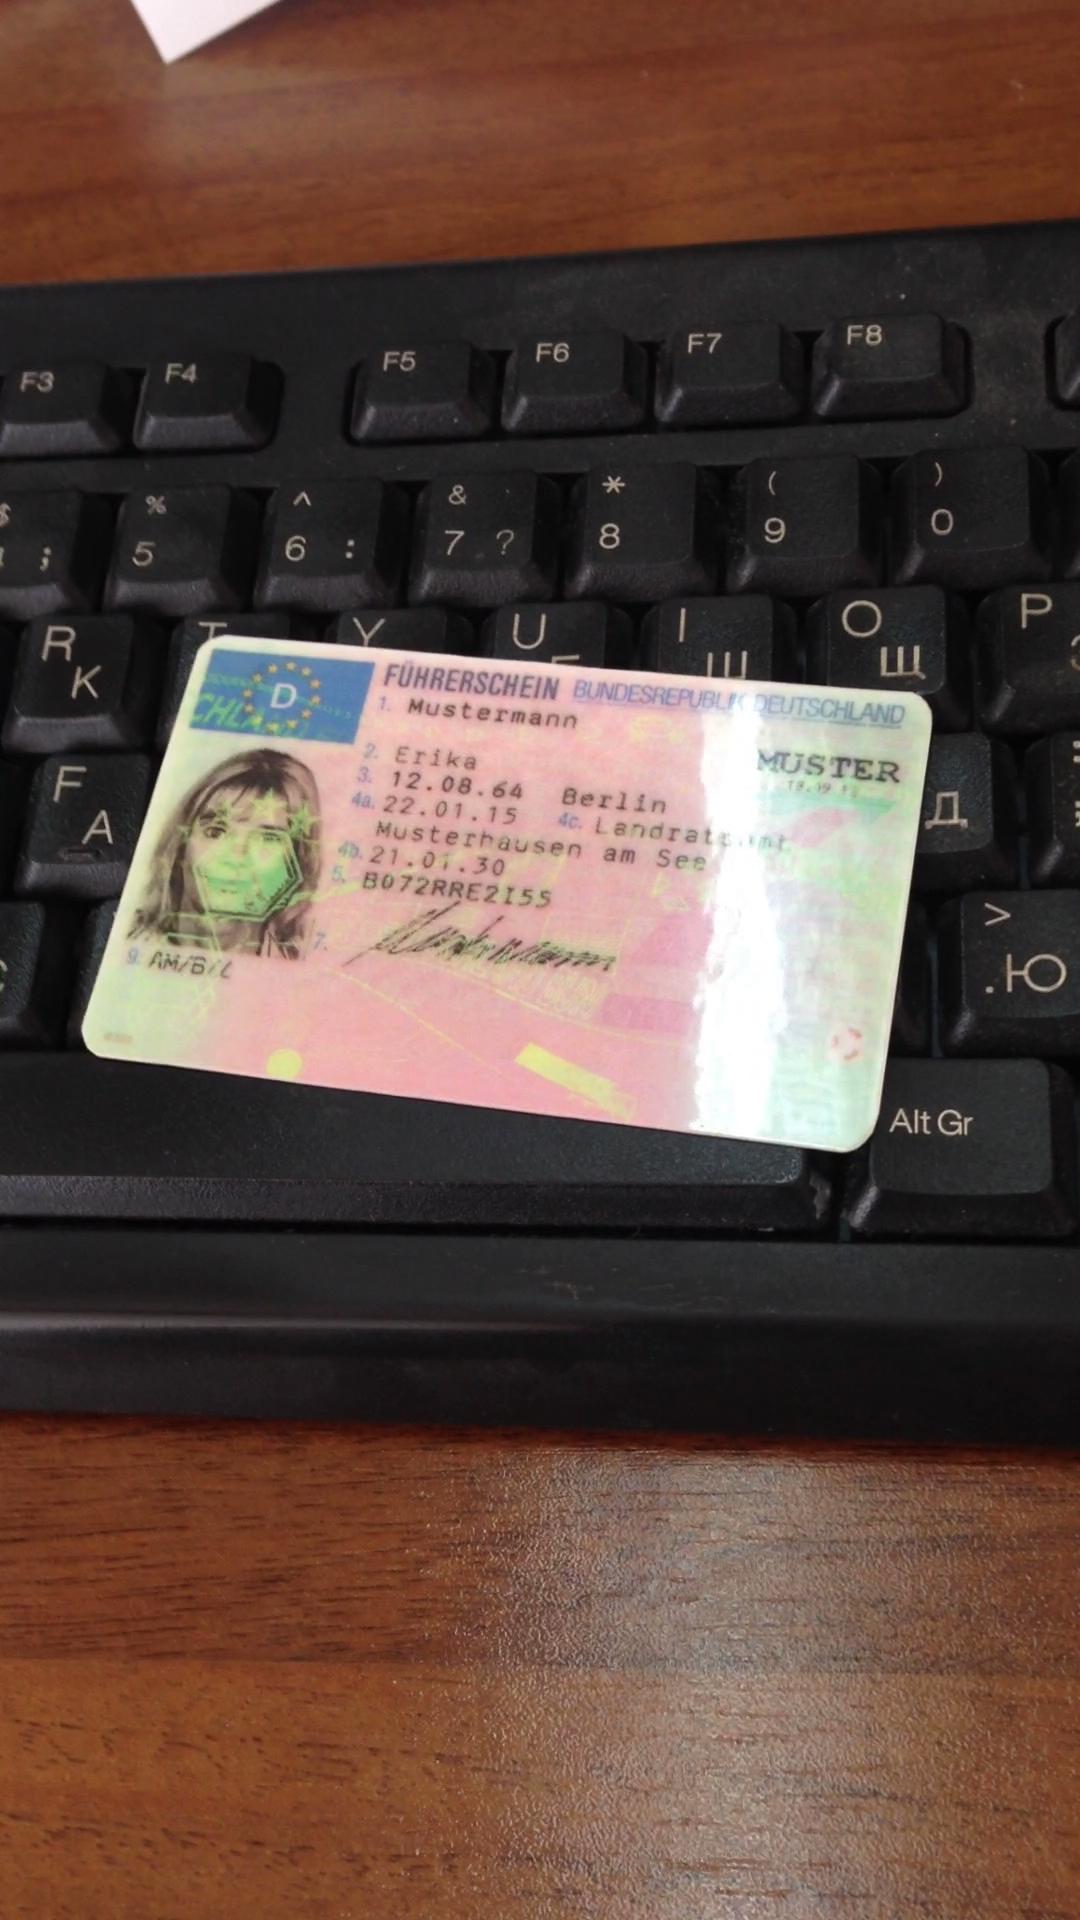 F3 F4 F5 F6 F7 F8
$ ; % 5 ^ 6 : & 7 ? * 8 ( 9 ) 0
R K T Y U I Ш O Щ P
F А Д
> . Ю
Alt Gr
D
FÜHRERSCHEIN BUNDESREPUBLIK DEUTSCHLAND
1. Mustermann
2. Erika
MUSTER
3. 12.08.64 Berlin
4a. 22.01.15 4c. Landratsamt
Musterhausen am See
4b. 21.01.30
5. B072RRE2I55
7.
9. AM/B/L